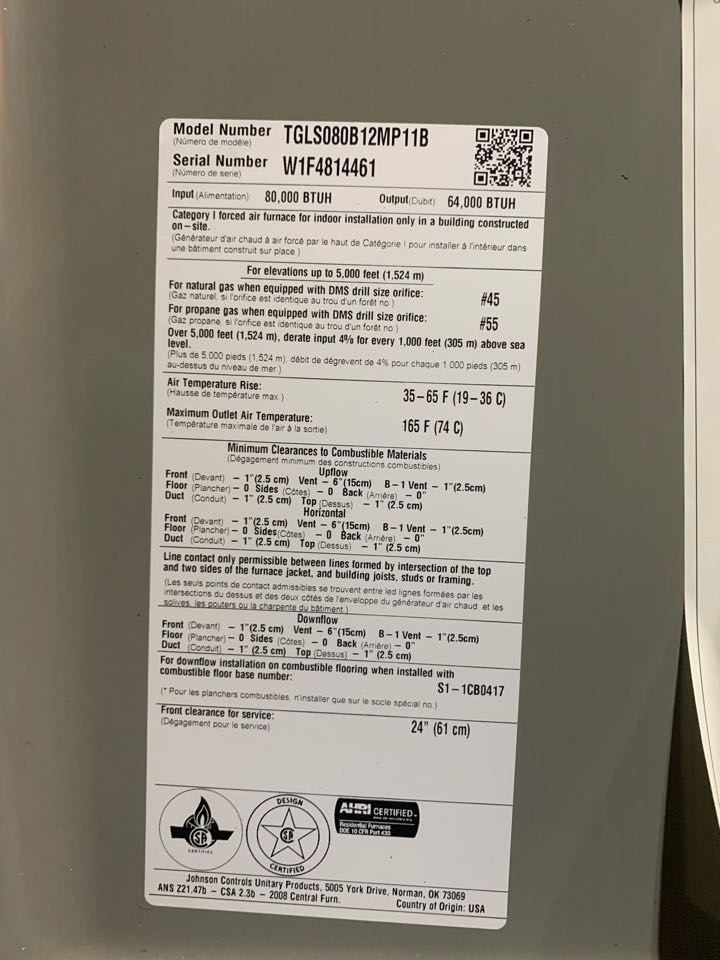 Model Number TGLS080B12MP11B
(Número de modéle)
Serial Number W1F4814461
(Número de serie)
Input (Alimentation) 80,000 BTUH Output (Dúbit) 64,000 BTUH
Category I forced air furnace for indoor installation only in a building constructed
on-site.
(Générateur d'air chaud à air forcé par le haut de Catégorie I pour installer à l'intérieur dans
une bâtiment construit sur place.)
For elevations up to 5,000 feet (1,524 m)
For natural gas when equipped with DMS drill size orifice: #45
(Gaz naturel, si l'orifice est identique au trou d'un forêt no.)
For propane gas when equipped with DMS drill size orifice: #55
(Gaz propane, si l'orifice est identique au trou d'un forêt no.)
Over 5,000 feet (1,524 m), derate input 4% for every 1,000 feet (305 m) above sea
level.
(Plus de 5,000 pieds (1,524 m), débit de dégrevent de 4% pour chaque 1,000 pieds (305 m)
au-dessus du niveau de mer.)
Air Temperature Rise: 35-65 F (19-36 C)
(Hausse de température max.)
Maximum Outlet Air Temperature: 165 F (74 C)
(Température maximale de l'air à la sortie)
Minimum Clearances to Combustible Materials
(Dégagement minimum des constructions combustibles)
Upflow
Front (Devant) - 1"(2.5 cm) Vent - 6"(15cm) B-1 Vent - 1"(2.5cm)
Floor (Plancher) - 0 Sides (Côtes) - 0 Back (Arrière) - 0"
Duct (Conduit) - 1" (2.5 cm) Top (Dessus) - 1" (2.5 cm)
Horizontal
Front (Devant) - 1"(2.5 cm) Vent - 6"(15cm) B-1 Vent - 1"(2.5cm)
Floor (Plancher) - 0 Sides (Côtes) - 0 Back (Arrière) - 0"
Duct (Conduit) - 1" (2.5 cm) Top (Dessus) - 1" (2.5 cm)
Line contact only permissible between lines formed by intersection of the top
and two sides of the furnace jacket, and building joists, studs or framing.
(Les seuls points de contact admissibles se trouvent entre led lignes formées par les
intersections du dessus et des deux côtés de l'enveloppe du générateur d'air chaud, et les
solives, les pouters ou la charpente du bâtiment.)
Downflow
Front (Devant) - 1"(2.5 cm) Vent - 6"(15cm) B-1 Vent - 1"(2.5cm)
Floor (Plancher) - 0 Sides (Côtes) - 0 Back (Arrière) - 0"
Duct (Conduit) - 1" (2.5 cm) Top (Dessus) - 1" (2.5 cm)
For downflow installation on combustible flooring when installed with
combustible floor base number: S1-1CB0417
(* Pour les planchers combustibles, n'installer que sur le socle spécial no.)
Front clearance for service: 24" (61 cm)
(Dégagement pour le service)
CERTIFIED
DESIGN
CERTIFIED
AHRI CERTIFIED
Residential Furnaces
DOE 10 CFR Part 430
Johnson Controls Unitary Products, 5005 York Drive, Norman, OK 73069
ANS Z21.47b - CSA 2.3b - 2008 Central Furn. Country of Origin: USA